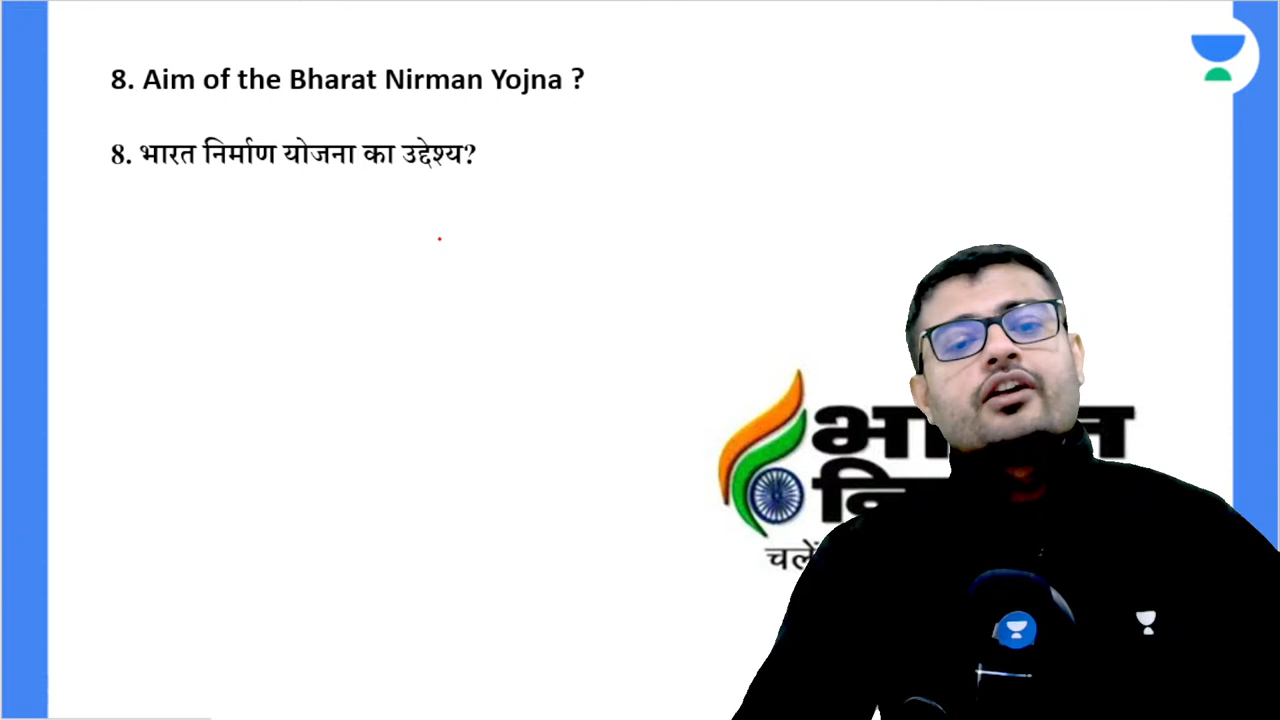 8. Aim of the Bharat Nirman Yojna ?
8. भारत निर्माण योजना का उद्देश्य?